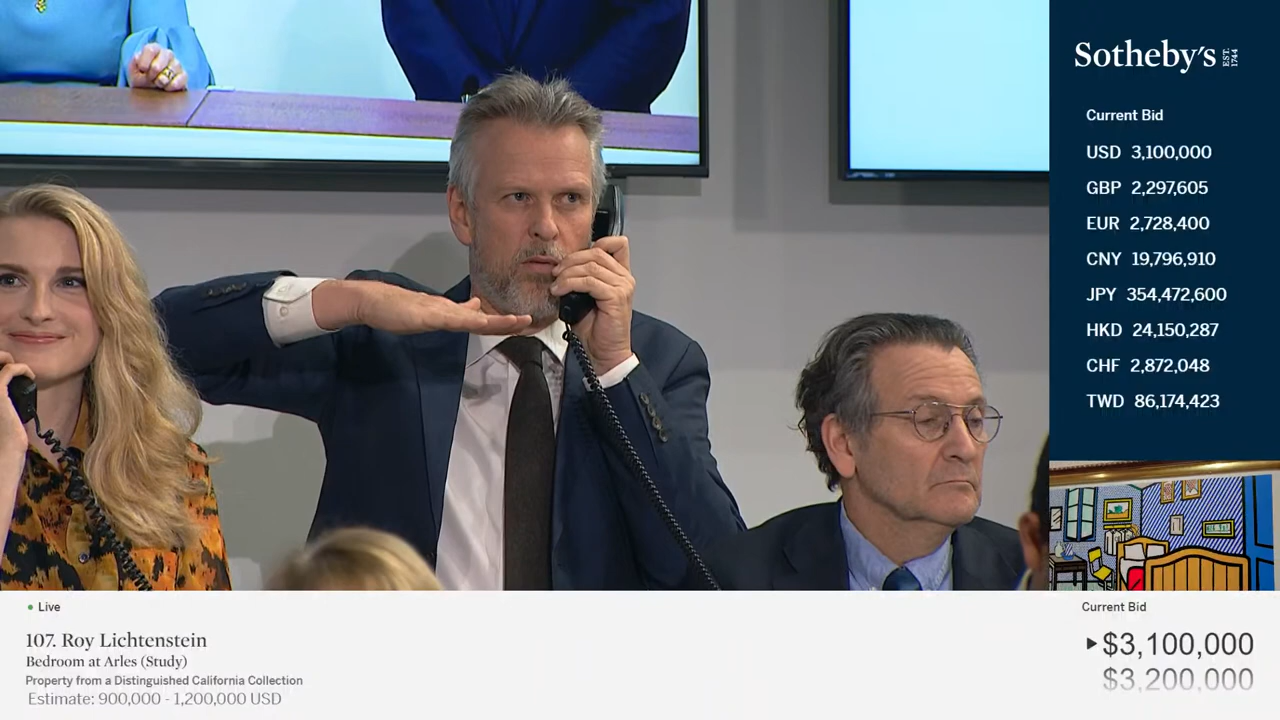 Sotheby's EST. 1744
Current Bid
USD 3,100,000
GBP 2,297,605
EUR 2,728,400
CNY 19,796,910
JPY 354,472,600
HKD 24,150,287
CHF 2,872,048
TWD 86,174,423
Live
107. Roy Lichtenstein
Bedroom at Arles (Study)
Property from a Distinguished California Collection
Estimate: 900,000 - 1,200,000 USD
Current Bid
$3,100,000
$3,200,000